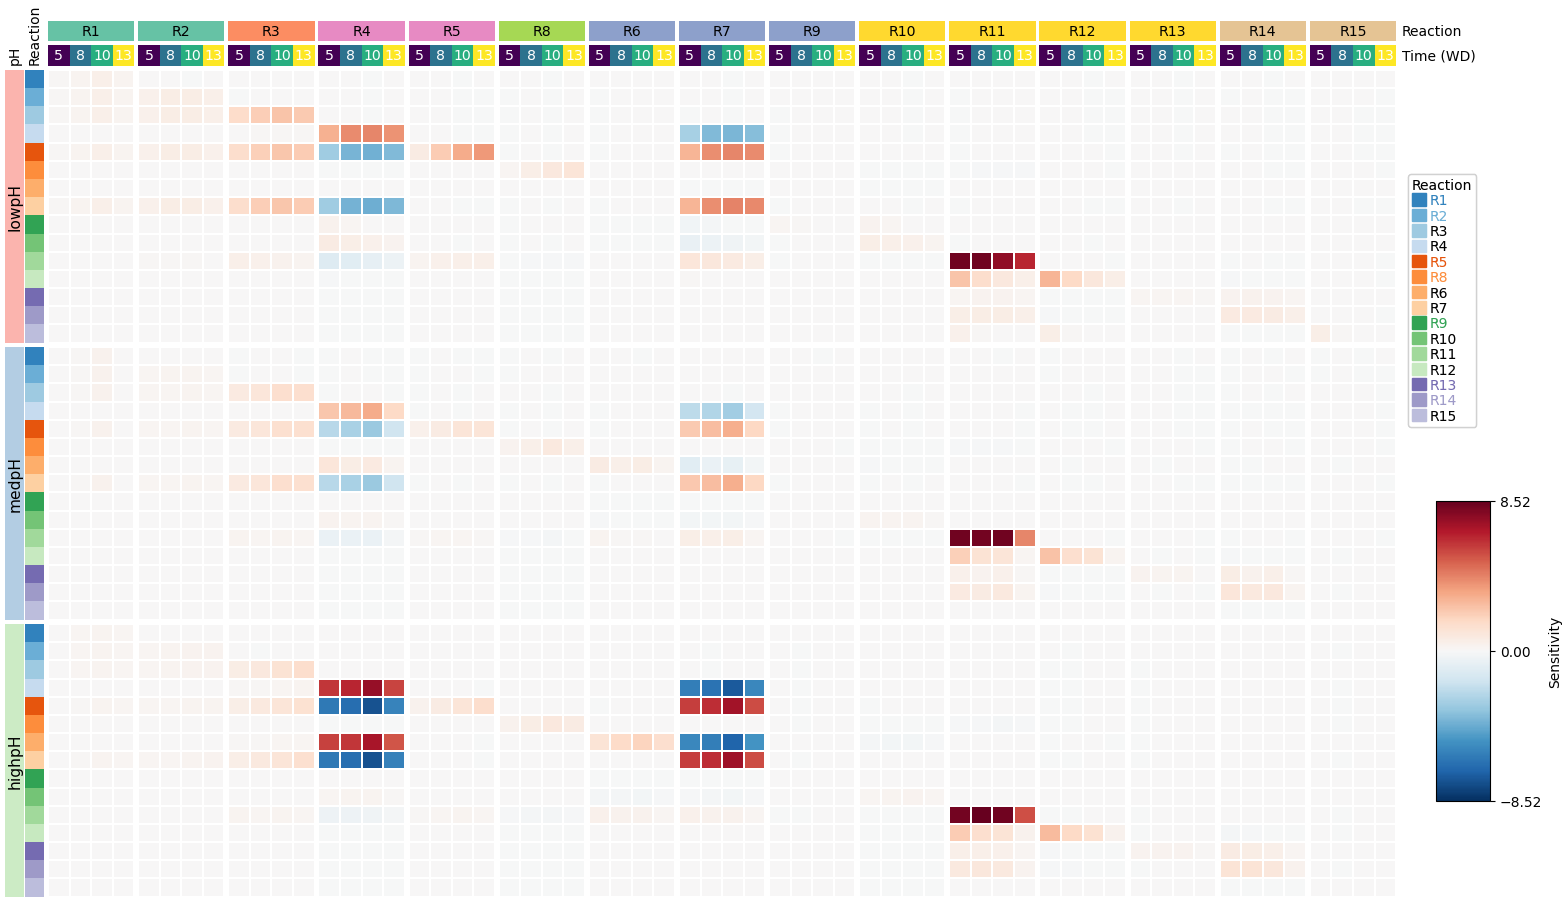 R1 R2 R3 R4 R5 R8 R6 R7 R9 R10 R11 R12 R13 R14 R15 Reaction
5 8 10 13 5 8 10 13 5 8 10 13 5 8 10 13 5 8 10 13 5 8 10 13 5 8 10 13 5 8 10 13 5 8 10 13 5 8 10 13 5 8 10 13 5 8 10 13 5 8 10 13 5 8 10 13 5 8 10 13 Time (WD)
pH
Reaction
lowpH
medpH
highpH
Reaction
R1
R2
R3
R4
R5
R8
R6
R7
R9
R10
R11
R12
R13
R14
R15
8.52
0.00
−8.52
Sensitivity